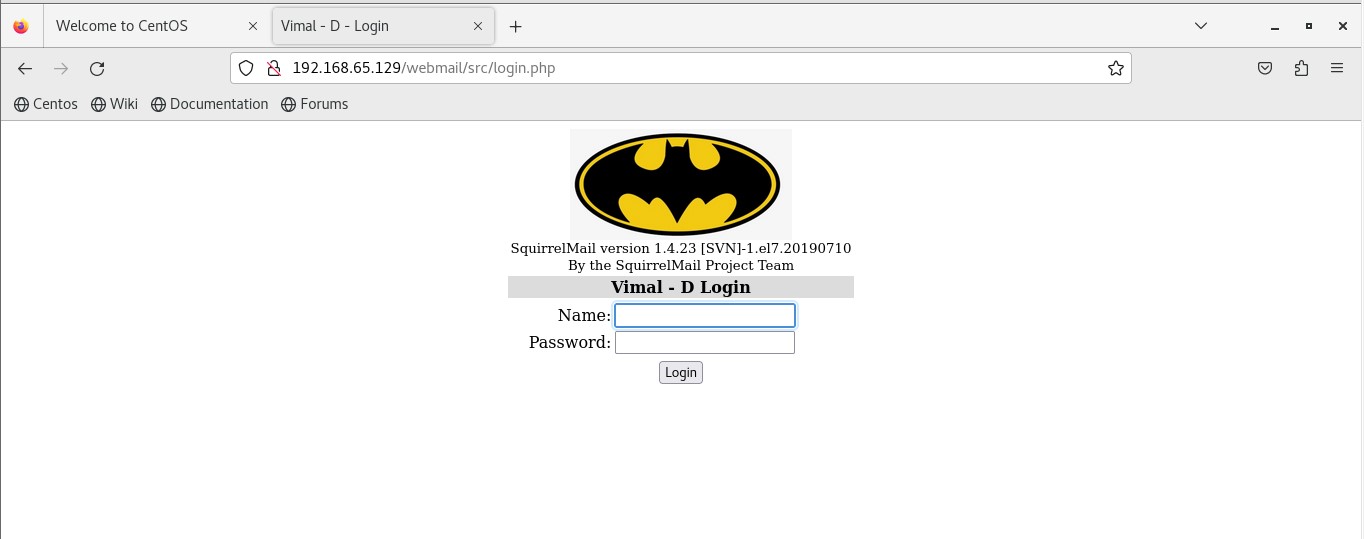 Welcome to CentOS
Vimal - D - Login
192.168.65.129/webmail/src/login.php
Centos Wiki Documentation Forums
SquirrelMail version 1.4.23 [SVN]-1.el7.20190710
By the SquirrelMail Project Team
Vimal - D Login
Name:
Password:
Login